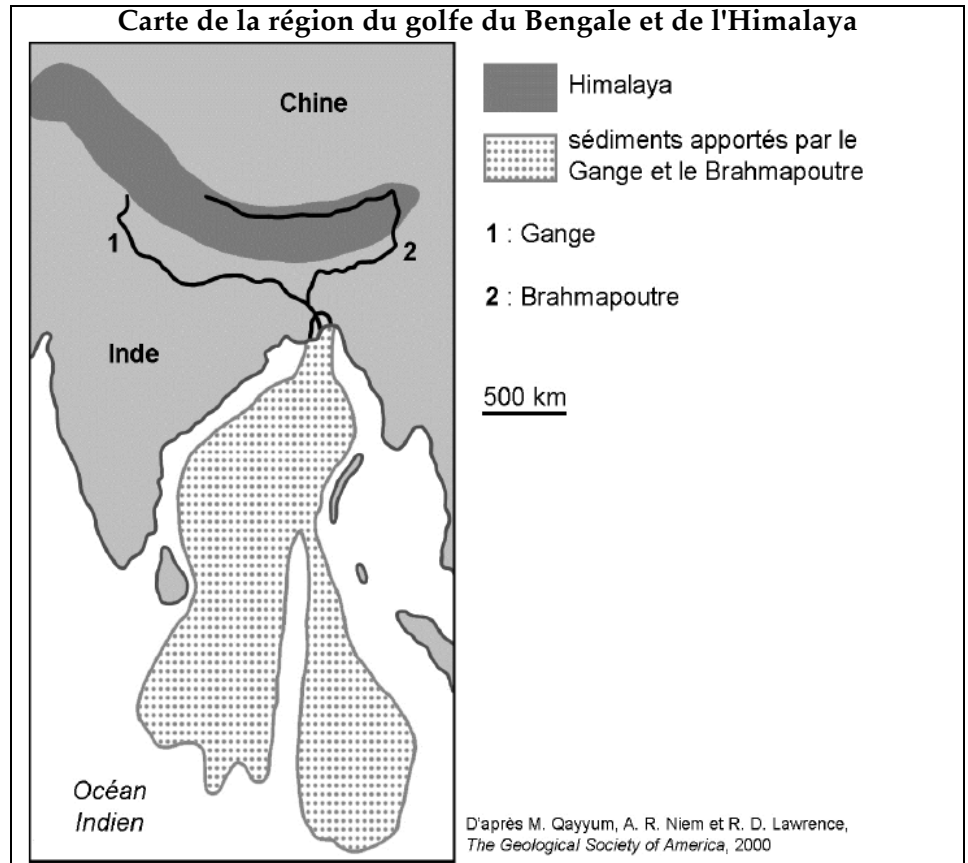 Carte de la région du golfe du Bengale et de l'Himalaya
Chine
1
2
Inde
Océan
Indien
Himalaya
sédiments apportés par le
Gange et le Brahmapoutre
1 : Gange
2 : Brahmapoutre
500 km
D'après M. Qayyum, A. R. Niem et R. D. Lawrence,
The Geological Society of America, 2000